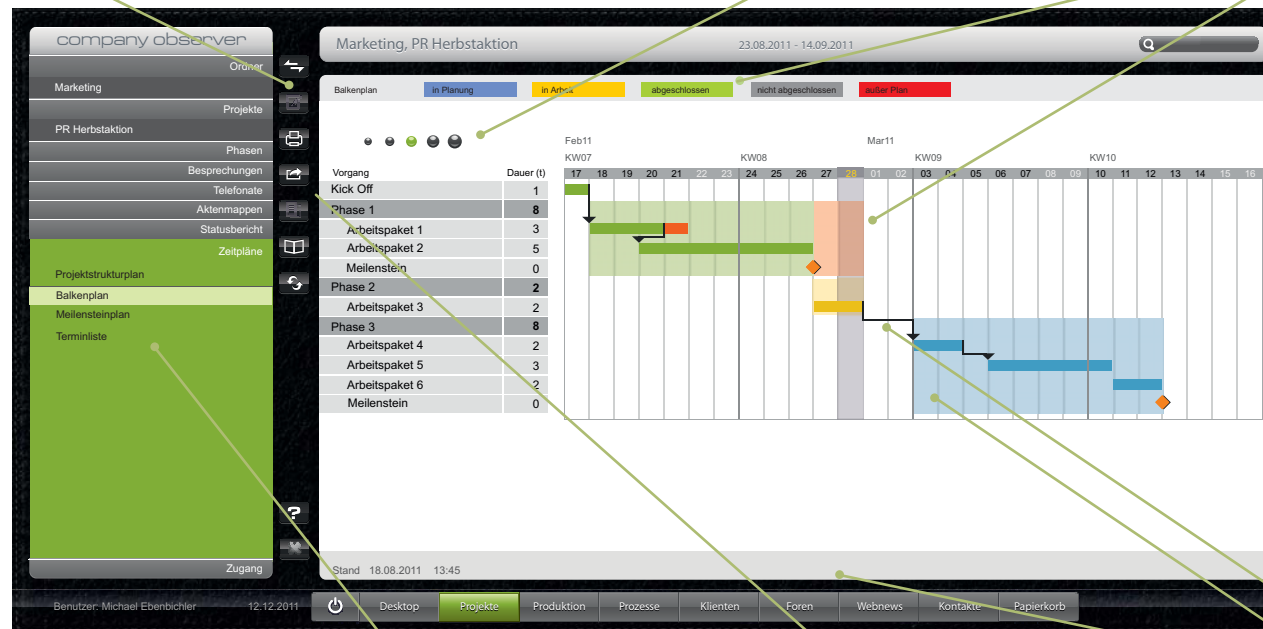 company observer
Ordner
Marketing
Projekte
PR Herbstaktion
Phasen
Besprechungen
Telefonate
Aktenmappen
Statusbericht
Zeitpläne
Projektstrukturplan
Balkenplan
Meilensteinplan
Terminliste
Zugang
Marketing, PR Herbstaktion 23.08.2011 - 14.09.2011
Balkenplan in Planung in Arbeit abgeschlossen nicht abgeschlossen außer Plan
Feb11 Mar11
KW07 KW08 KW09 KW10
Vorgang Dauer (t) 17 18 19 20 21 22 23 24 25 26 27 28 01 02 03 04 05 06 07 08 09 10 11 12 13 14 15 16
Kick Off 1
Phase 1 8
Arbeitspaket 1 3
Arbeitspaket 2 5
Meilenstein 0
Phase 2 2
Arbeitspaket 3 2
Phase 3 8
Arbeitspaket 4 2
Arbeitspaket 5 3
Arbeitspaket 6 2
Meilenstein 0
?
Stand 18.08.2011 13:45
Benutzer: Michael Ebenbichler 12.12.2011
Desktop Projekte Produktion Prozesse Klienten Foren Webnews Kontakte Papierkorb